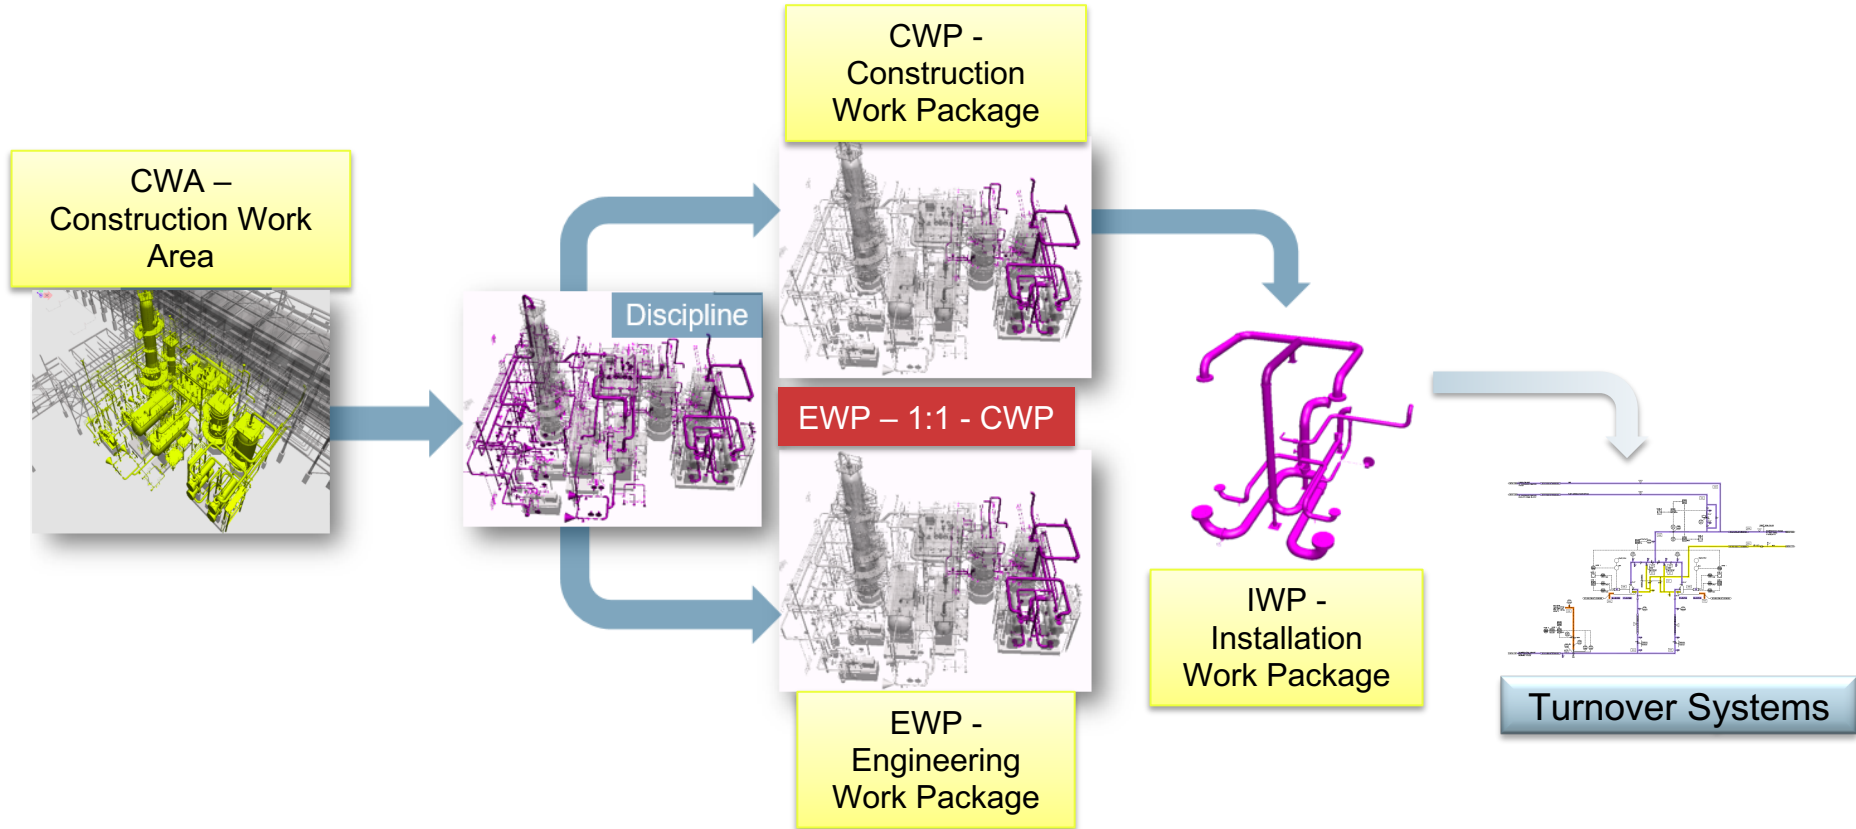 CWA –
Construction Work
Area
Discipline
CWP -
Construction
Work Package
EWP – 1:1 - CWP
EWP -
Engineering
Work Package
IWP -
Installation
Work Package
Turnover Systems